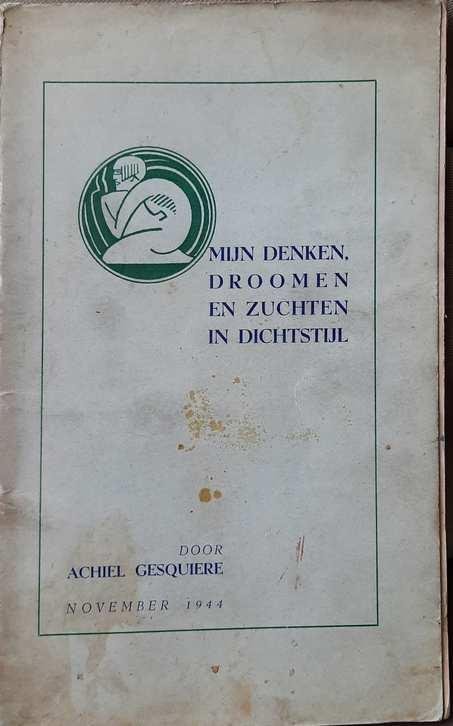 MIJN DENKEN,
DROOMEN
EN ZUCHTEN
IN DICHTSTIJL
DOOR
ACHIEL GESQUIERE
NOVEMBER 1944